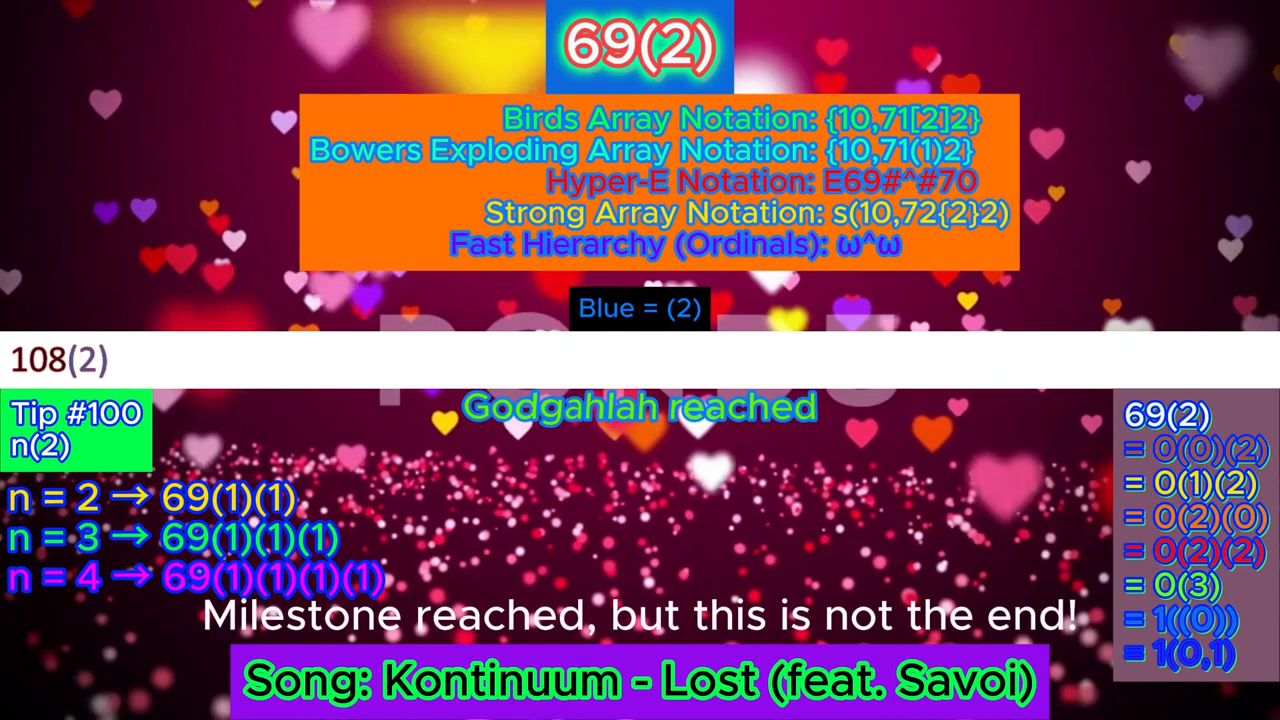 69(2)
Birds Array Notation: {10,71[2]2}
Bowers Exploding Array Notation: {10,71(1)2}
Hyper-E Notation: E69#^#70
Strong Array Notation: s(10,72{2}2)
Fast Hierarchy (Ordinals): ω^ω
Blue = (2)
108(2)
Godgahlah reached
Tip #100
n(2)
n = 2 → 69(1)(1)
n = 3 → 69(1)(1)(1)
n = 4 → 69(1)(1)(1)(1)
69(2)
= 0(0)(2)
= 0(1)(2)
= 0(2)(0)
= 0(2)(2)
= 0(3)
= 1((0))
= 1(0,1)
Milestone reached, but this is not the end!
Song: Kontinuum - Lost (feat. Savoi)